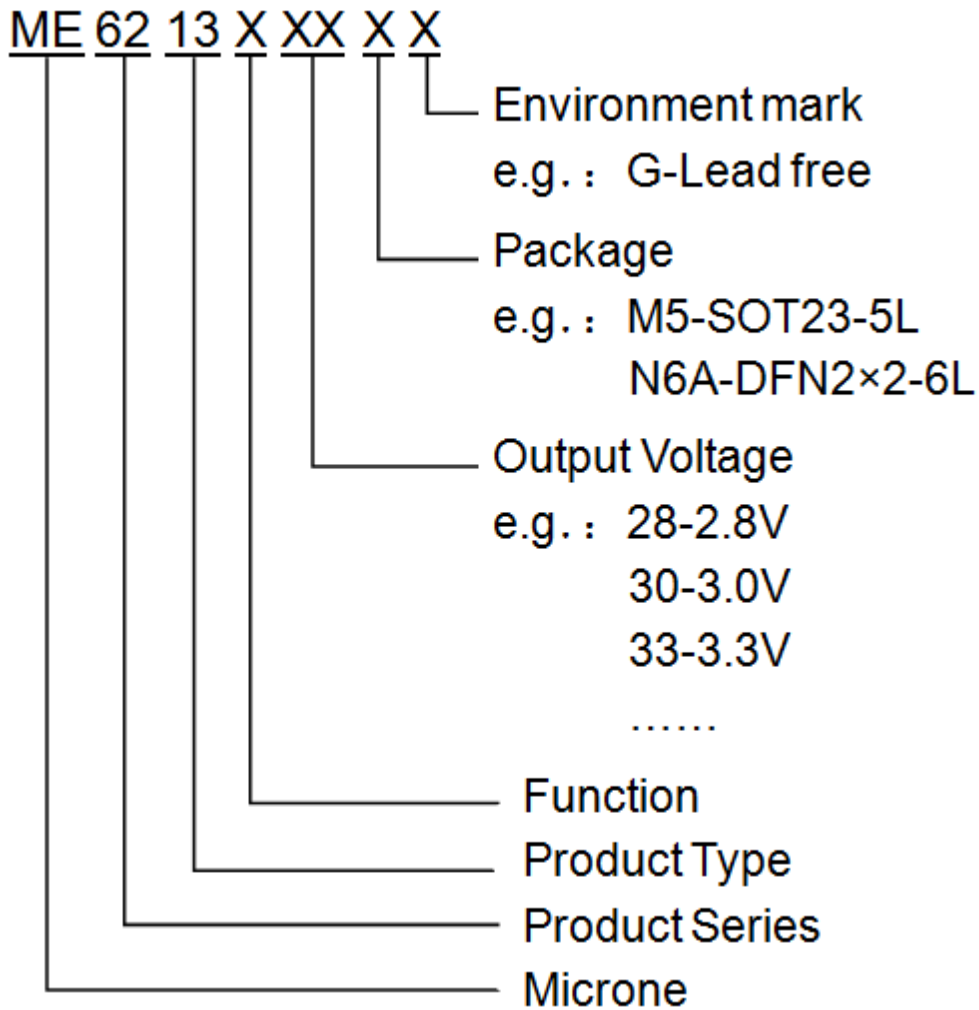 ME 62 13 X XX X X
Environment mark
e.g.： G-Lead free
Package
e.g.： M5-SOT23-5L
N6A-DFN2×2-6L
Output Voltage
e.g.： 28-2.8V
30-3.0V
33-3.3V
……
Function
Product Type
Product Series
Microne